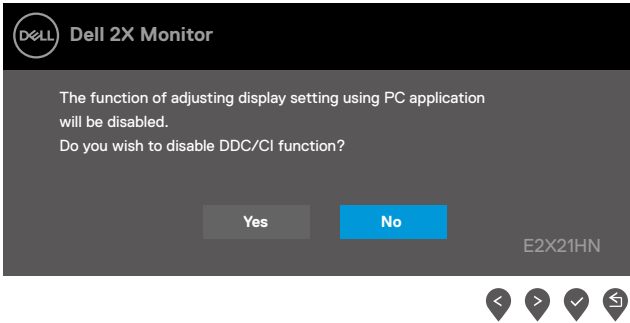 DELL Dell 2X Monitor
The function of adjusting display setting using PC application
will be disabled.
Do you wish to disable DDC/CI function?
Yes No
E2X21HN